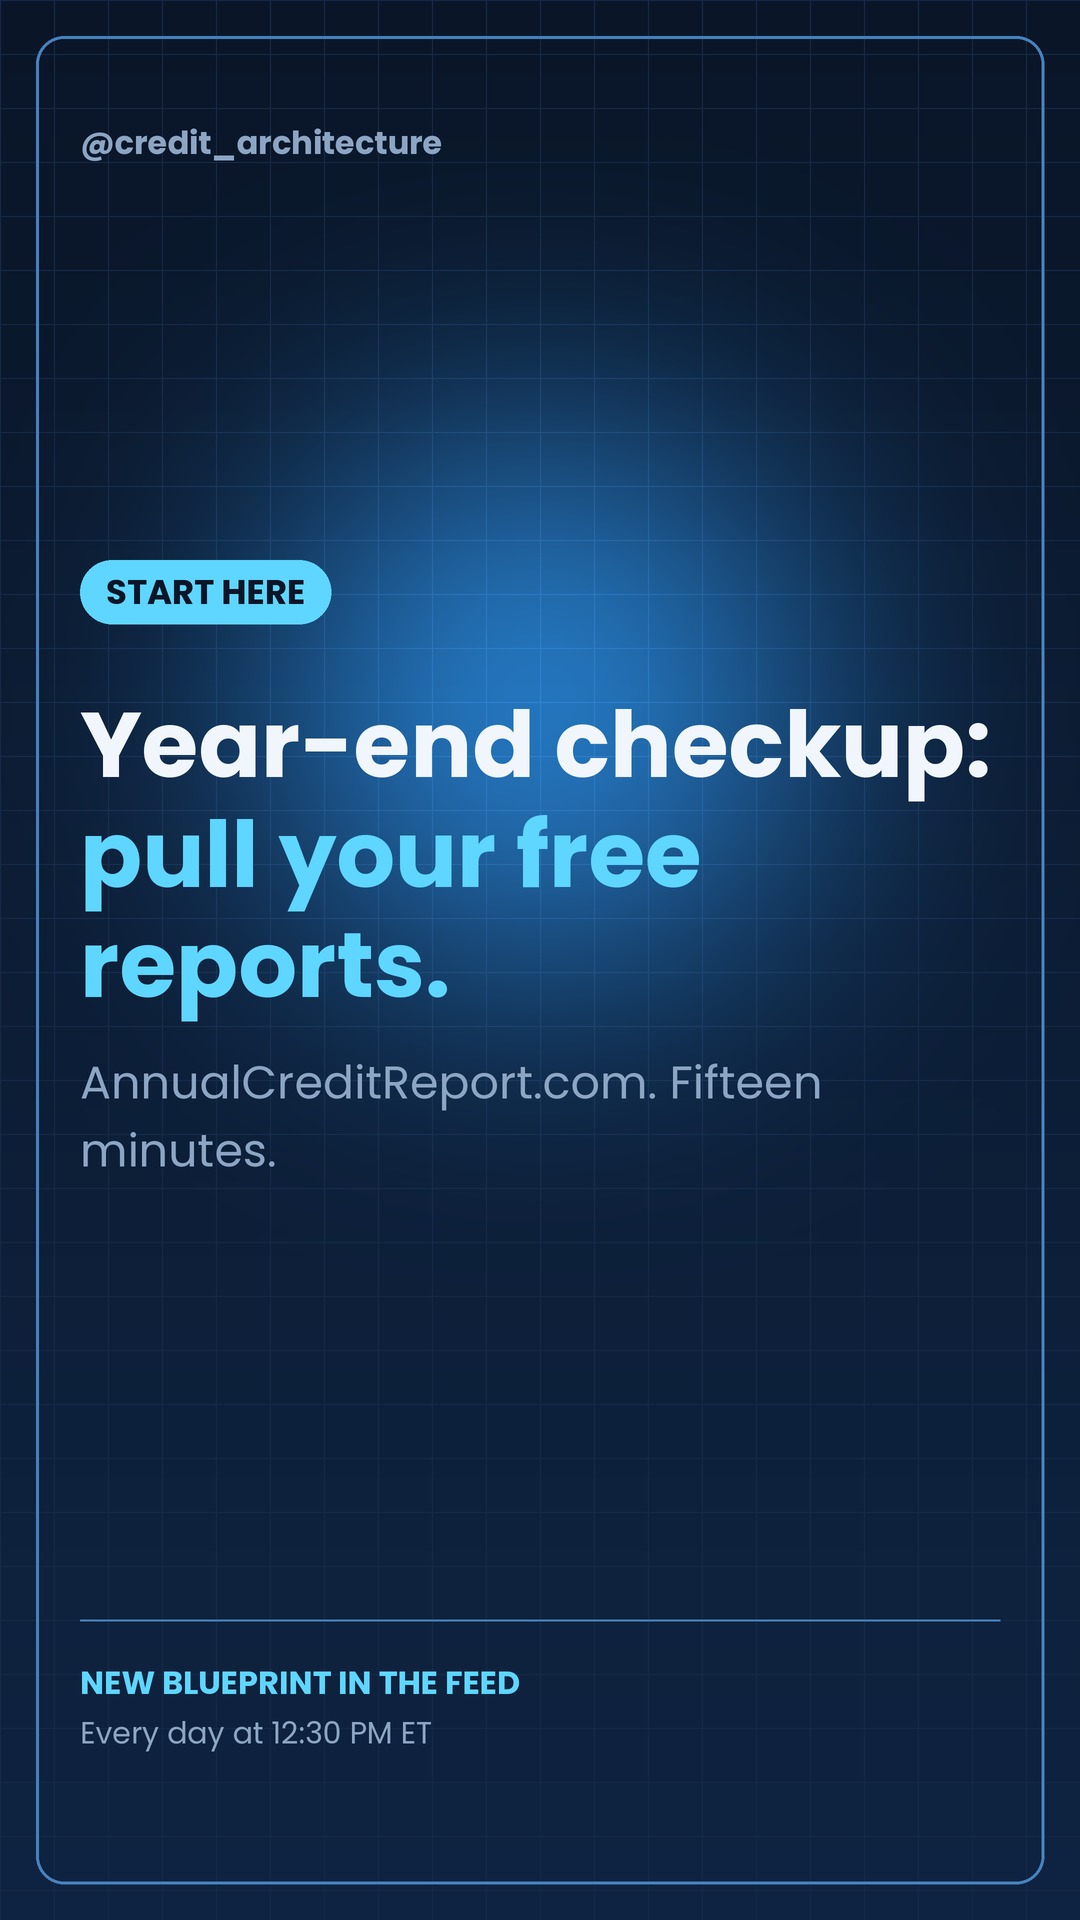 @credit_architecture
START HERE
Year-end checkup:
pull your free
reports.
AnnualCreditReport.com. Fifteen
minutes.
NEW BLUEPRINT IN THE FEED
Every day at 12:30 PM ET